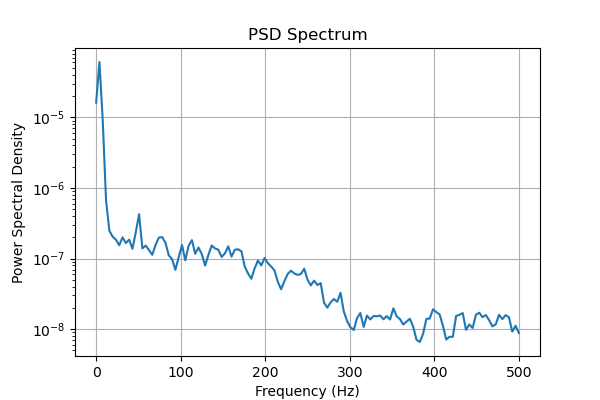 PSD Spectrum
Power Spectral Density
10⁻⁵
10⁻⁶
10⁻⁷
10⁻⁸
0 100 200 300 400 500
Frequency (Hz)